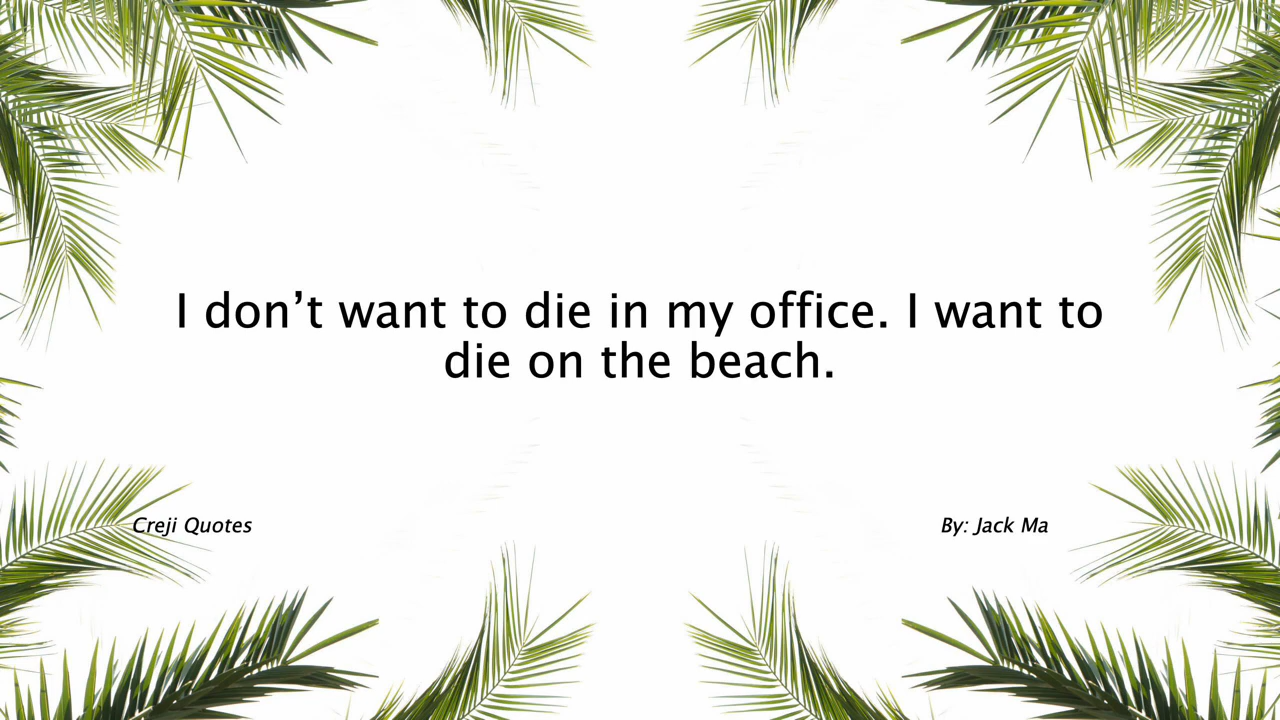 I don’t want to die in my office. I want to
die on the beach.
Creji Quotes
By: Jack Ma